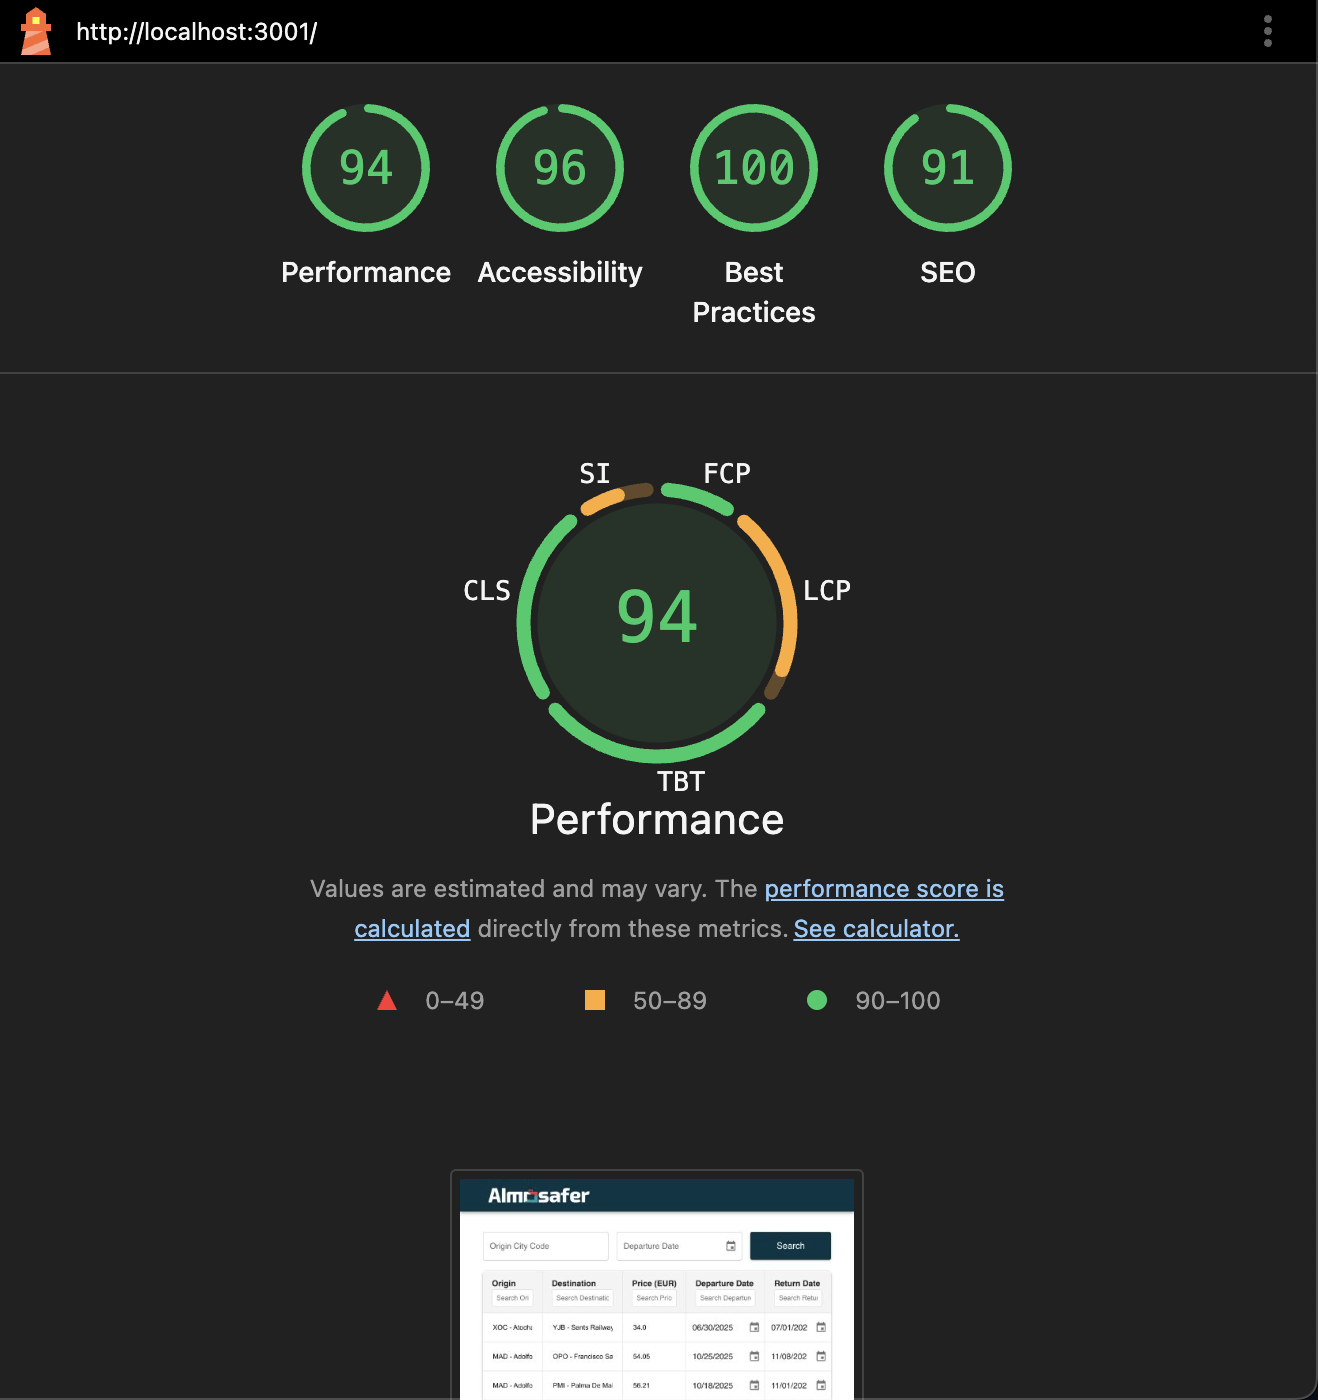 http://localhost:3001/
94
96
100
91
Performance
Accessibility
Best
Practices
SEO
SI
FCP
CLS
LCP
94
TBT
Performance
Values are estimated and may vary. The performance score is
calculated directly from these metrics. See calculator.
0–49
50–89
90–100
Almosafer
Origin City Code
Departure Date
Search
Origin
Destination
Price (EUR)
Departure Date
Return Date
Search Ori
Search Destinatic
Search Pric
Search Departun
Search Retur
XOC - Atocha
YJB - Sants Railway
34.0
06/30/2025
07/01/202
MAD - Adolfo
OPO - Francisco Sa
54.05
10/25/2025
11/08/202
MAD - Adolfo
PMI - Palma De Mal
56.21
10/18/2025
11/01/202